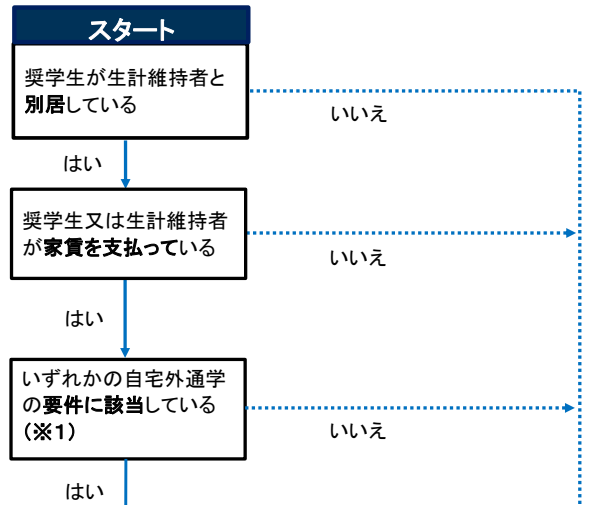 スタート
奨学生が生計維持者と
別居している
いいえ
はい
奨学生又は生計維持者
が家賃を支払っている
いいえ
はい
いずれかの自宅外通学
の要件に該当している
(※1)
いいえ
はい